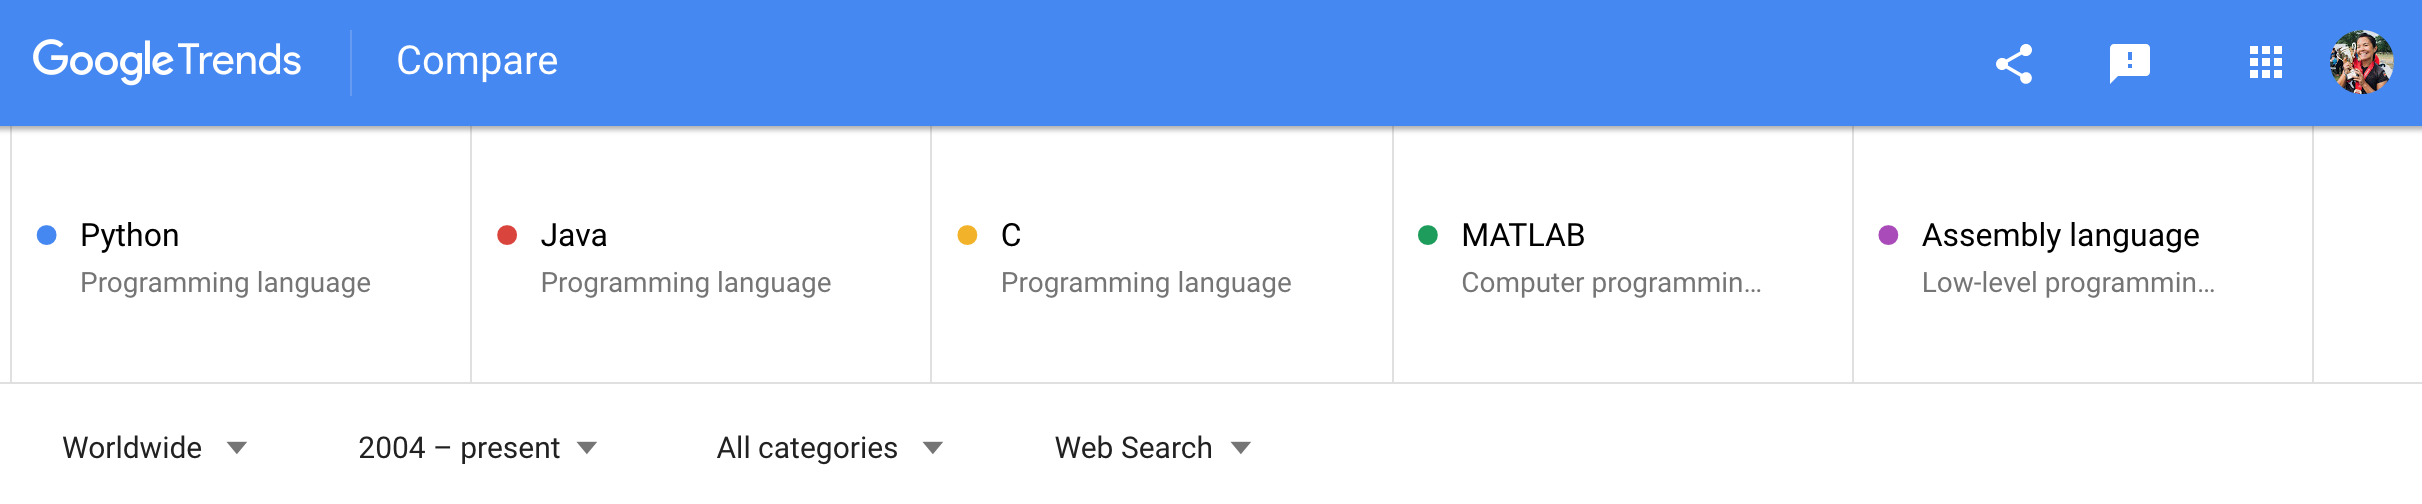 Google Trends Compare
Python Java C MATLAB Assembly language
Programming language Programming language Programming language Computer programmin... Low-level programmin...
Worldwide 2004 – present All categories Web Search